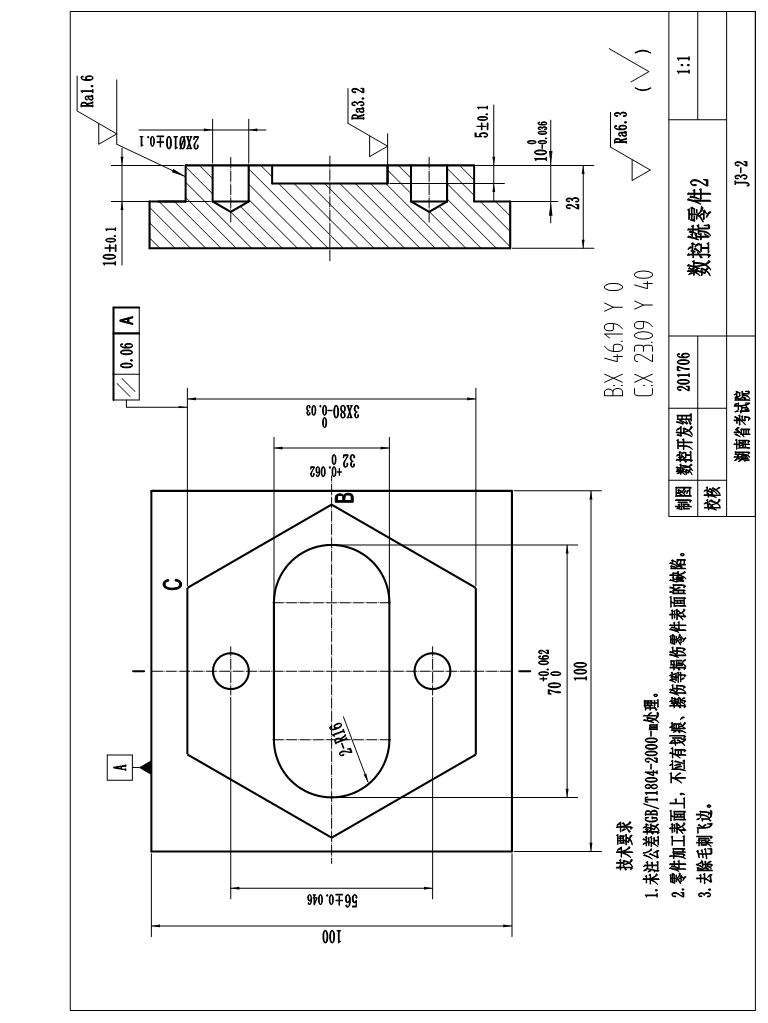 Ra1.6
2XØ10±0.1
Ra3.2
5±0.1
0
10-0.036
10±0.1
23
Ra6.3
( )
0.06 A
0
3X80-0.03
+0.062
32 0
B
C
A
2-R16
+0.062
70 0
100
56±0.046
100
B:X 46.19 Y 0
C:X 23.09 Y 40
技术要求
1.未注公差按GB/T1804-2000-m处理。
2.零件加工表面上，不应有划痕、擦伤等损伤零件表面的缺陷。
3.去除毛刺飞边。
制图 数控开发组 201706 数控铣零件2 1:1
校核
湖南省考试院 J3-2